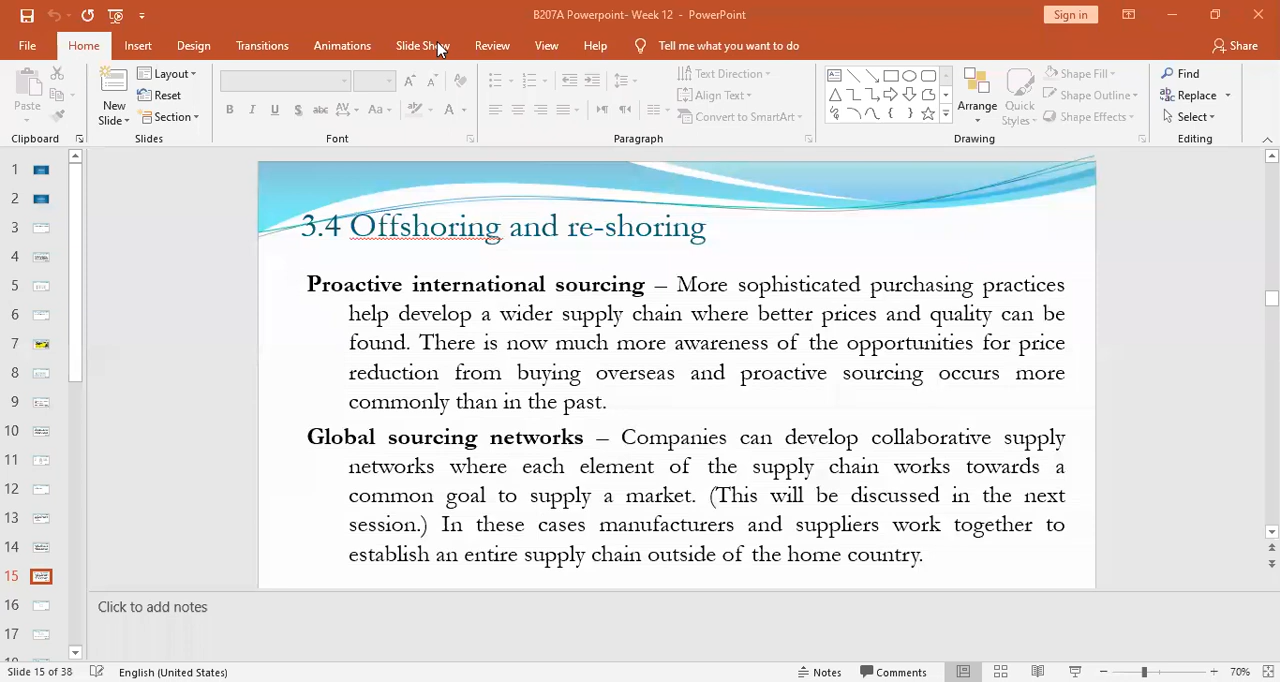 B207A Powerpoint- Week 12 - PowerPoint
Sign in
File Home Insert Design Transitions Animations Slide Show Review View Help Tell me what you want to do Share
Paste
New Slide
Layout
Reset
Section
B I U S abc AV Aa A
Text Direction
Align Text
Convert to SmartArt
Arrange
Quick Styles
Shape Fill
Shape Outline
Shape Effects
Find
Replace
Select
Clipboard Slides Font Paragraph Drawing Editing
1
2
3
4
5
6
7
8
9
10
11
12
13
14
15
16
17
3.4 Offshoring and re-shoring
Proactive international sourcing – More sophisticated purchasing practices
help develop a wider supply chain where better prices and quality can be
found. There is now much more awareness of the opportunities for price
reduction from buying overseas and proactive sourcing occurs more
commonly than in the past.
Global sourcing networks – Companies can develop collaborative supply
networks where each element of the supply chain works towards a
common goal to supply a market. (This will be discussed in the next
session.) In these cases manufacturers and suppliers work together to
establish an entire supply chain outside of the home country.
Click to add notes
Slide 15 of 38 English (United States) Notes Comments 70%